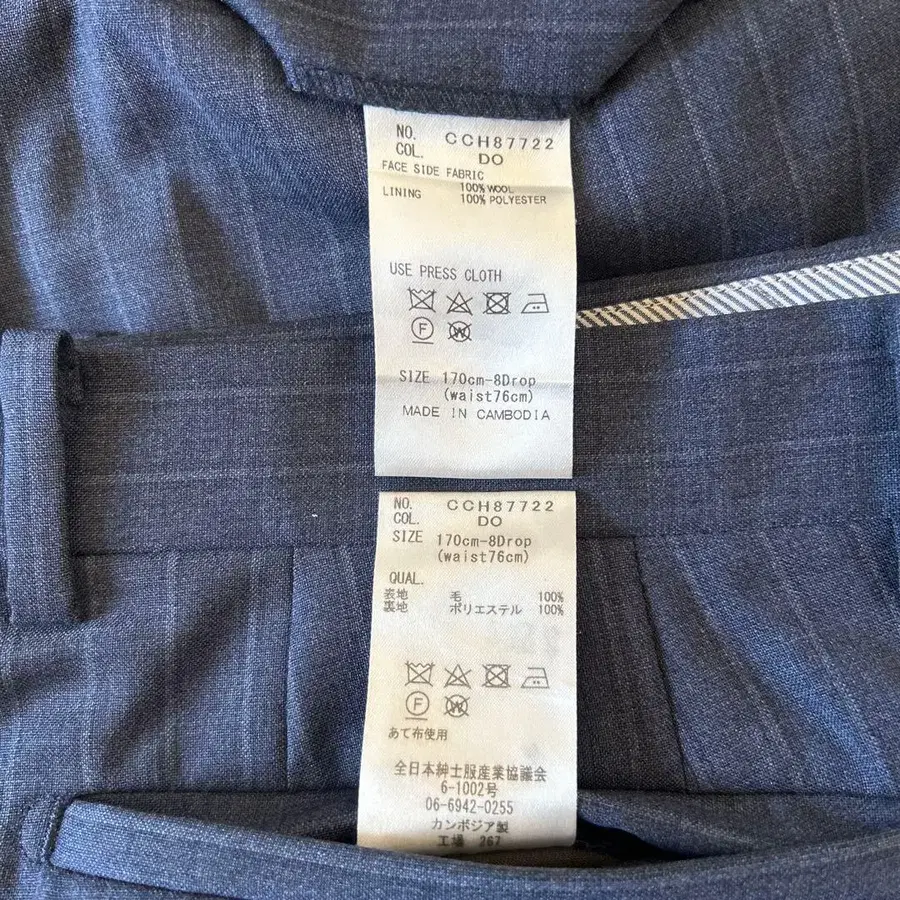 NO. CCH87722
COL. DO
FACE SIDE FABRIC
100% WOOL
LINING 100% POLYESTER
USE PRESS CLOTH
F W
SIZE 170cm-8Drop
(waist76cm)
MADE IN CAMBODIA
NO. CCH87722
COL. DO
SIZE 170cm-8Drop
(waist76cm)
QUAL.
表地 毛 100%
裏地 ポリエステル 100%
F W
あて布使用
全日本紳士服産業協議会
6-1002号
06-6942-0255
カンボジア製
工場 267